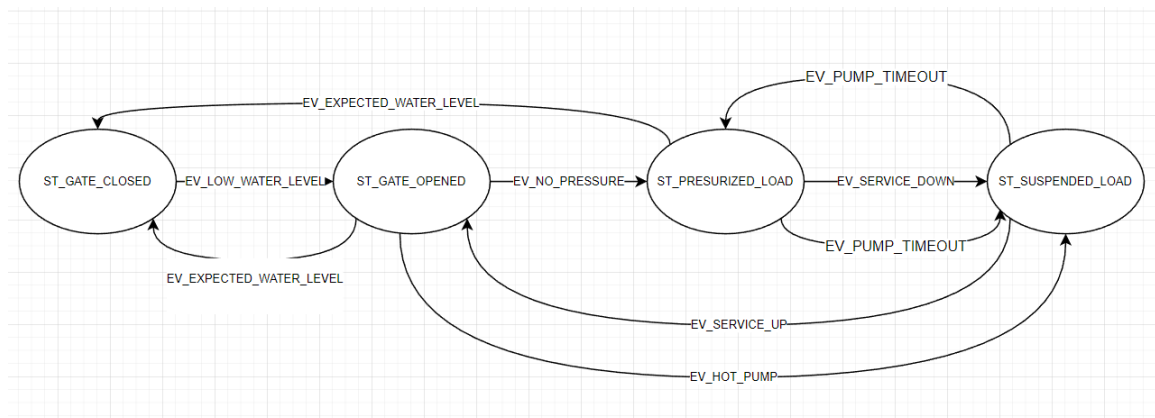 EV_PUMP_TIMEOUT
EV_EXPECTED_WATER_LEVEL
ST_GATE_CLOSED
EV_LOW_WATER_LEVEL
ST_GATE_OPENED
EV_NO_PRESSURE
ST_PRESURIZED_LOAD
EV_SERVICE_DOWN
ST_SUSPENDED_LOAD
EV_PUMP_TIMEOUT
EV_EXPECTED_WATER_LEVEL
EV_SERVICE_UP
EV_HOT_PUMP